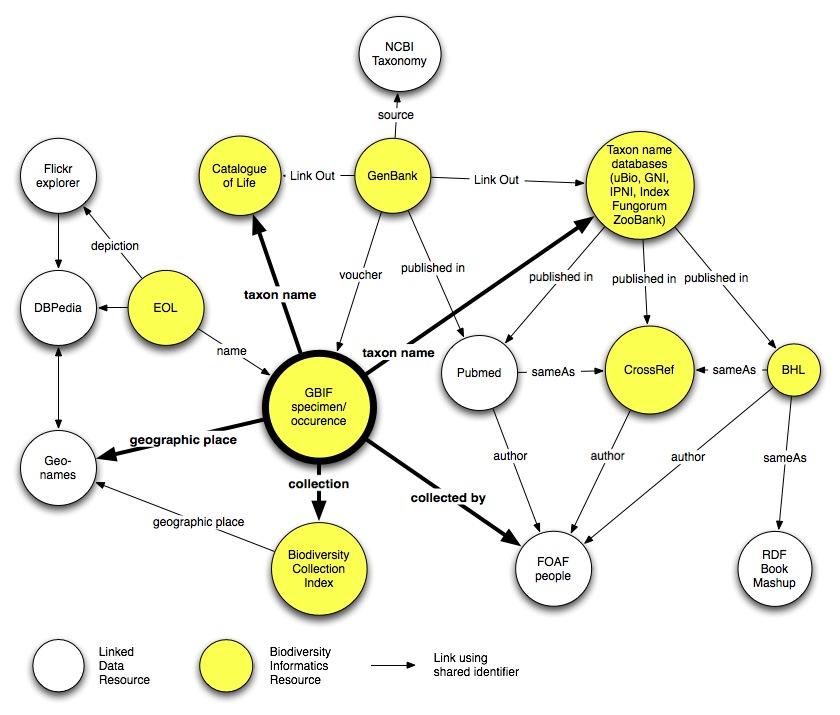 NCBI
Taxonomy
source
Flickr
explorer
Catalogue
of Life
Link Out
GenBank
Link Out
Taxon name
databases
(uBio, GNI,
IPNI, Index
Fungorum
ZooBank)
depiction
voucher
published in
published in
published in
published in
DBPedia
EOL
taxon name
name
taxon name
Pubmed
sameAs
CrossRef
sameAs
BHL
GBIF
specimen/
occurence
geographic place
Geo-
names
collection
collected by
author
author
author
sameAs
geographic place
Biodiversity
Collection
Index
FOAF
people
RDF
Book
Mashup
Linked
Data
Resource
Biodiversity
Informatics
Resource
Link using
shared identifier